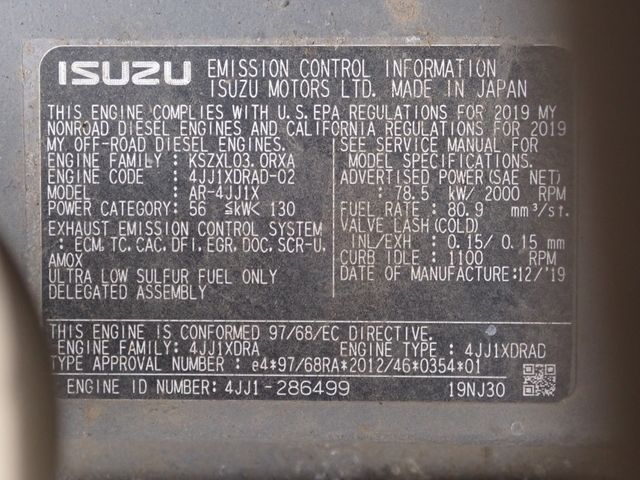 ISUZU EMISSION CONTROL INFORMATION
ISUZU MOTORS LTD. MADE IN JAPAN
THIS ENGINE COMPLIES WITH U.S.EPA REGULATIONS FOR 2019 MY
NONROAD DIESEL ENGINES AND CALIFORNIA REGULATIONS FOR 2019
MY OFF-ROAD DIESEL ENGINES.
ENGINE FAMILY : KSZXL03.0RXA
ENGINE CODE : 4JJ1XDRAD-02
MODEL : AR-4JJ1X
POWER CATEGORY: 56 ≦kW< 130
EXHAUST EMISSION CONTROL SYSTEM
: ECM,TC,CAC,DFI,EGR,DOC,SCR-U,
AMOX
ULTRA LOW SULFUR FUEL ONLY
DELEGATED ASSEMBLY
SEE SERVICE MANUAL FOR
MODEL SPECIFICATIONS.
ADVERTISED POWER(SAE NET)
: 78.5 kW/ 2000 RPM
FUEL RATE : 80.9 mm³/st.
VALVE LASH(COLD)
INL/EXH : 0.15/ 0.15 mm
CURB IDLE : 1100 RPM
DATE OF MANUFACTURE:12/'19
THIS ENGINE IS CONFORMED 97/68/EC DIRECTIVE.
ENGINE FAMILY: 4JJ1XDRA ENGINE TYPE : 4JJ1XDRAD
TYPE APPROVAL NUMBER : e4*97/68RA*2012/46*0354*01
ENGINE ID NUMBER: 4JJ1-286499 19NJ30